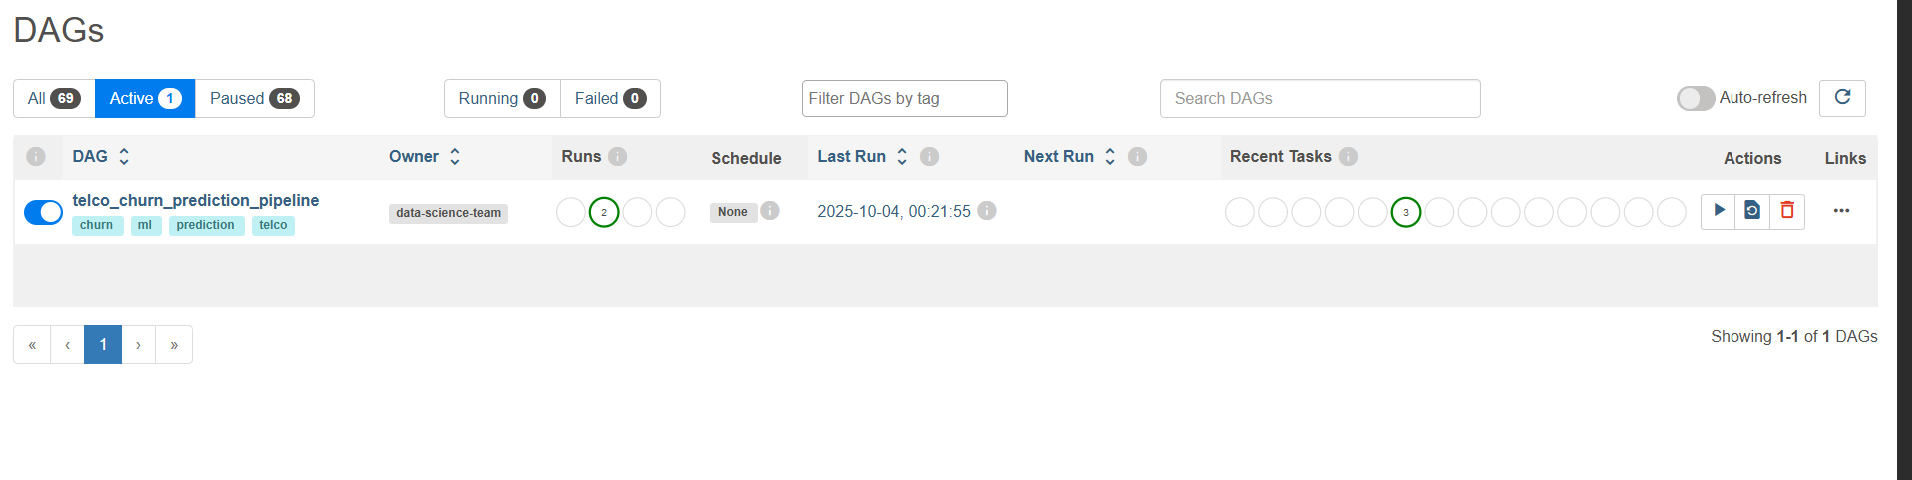 DAGs
All 69 Active 1 Paused 68 Running 0 Failed 0 Filter DAGs by tag Search DAGs Auto-refresh
DAG Owner Runs Schedule Last Run Next Run Recent Tasks Actions Links
telco_churn_prediction_pipeline
data-science-team 2 None 2025-10-04, 00:21:55 3
churn ml prediction telco
« ‹ 1 › »
Showing 1-1 of 1 DAGs